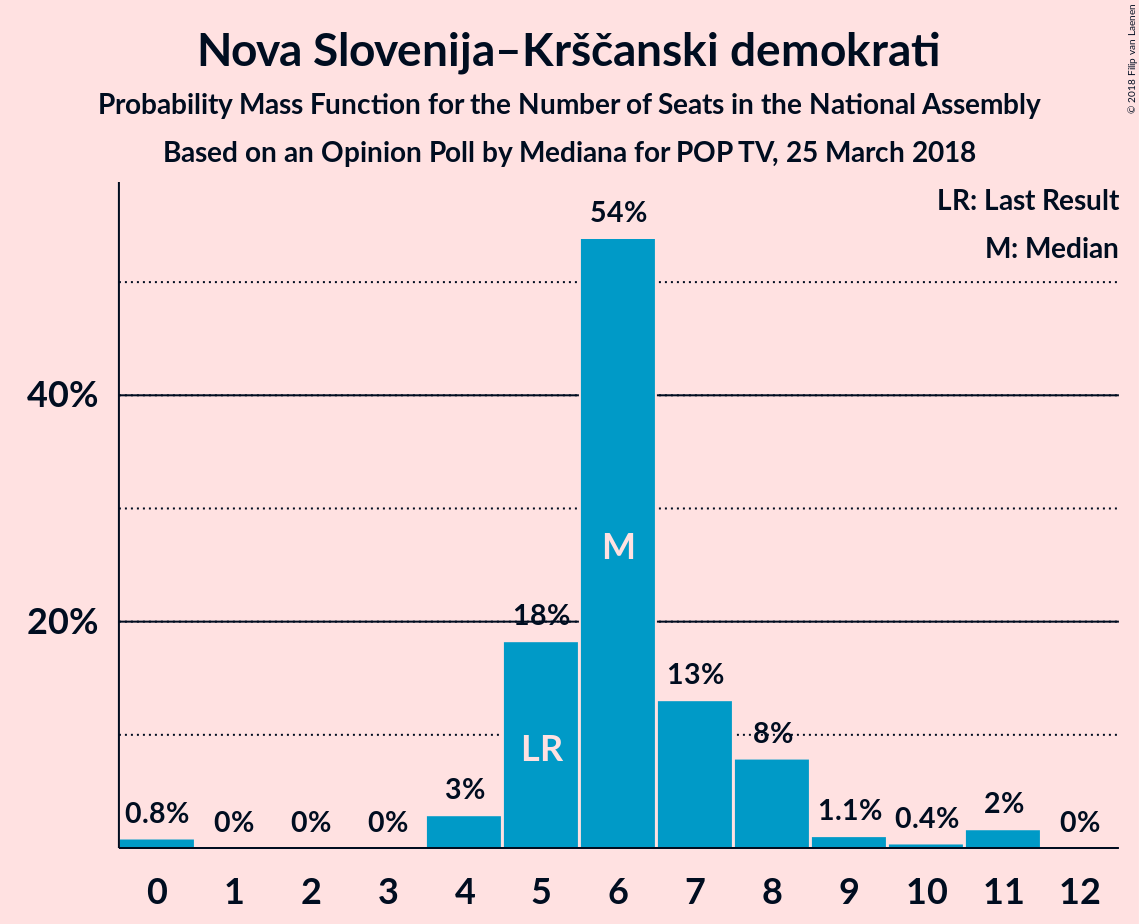 Nova Slovenija–Krščanski demokrati
Probability Mass Function for the Number of Seats in the National Assembly
Based on an Opinion Poll by Mediana for POP TV, 25 March 2018
© 2018 Filip van Laenen
LR: Last Result
M: Median
54%
40%
M
20%
18%
13%
LR
8%
3%
0.8%
0%
0%
0%
1.1%
0.4%
2%
0%
0 1 2 3 4 5 6 7 8 9 10 11 12